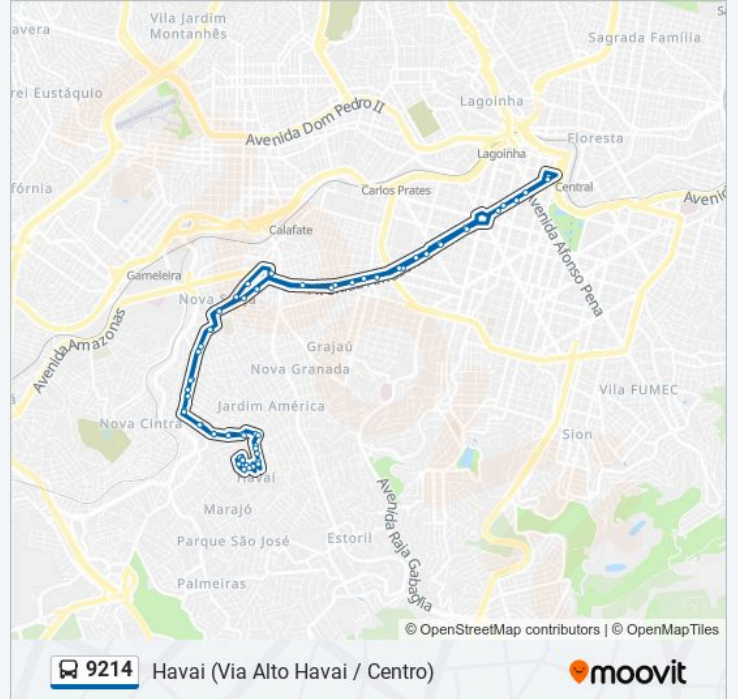 avera
Vila Jardim
Montanhês
Sagrada Família
rei Eustáquio
Lagoinha
Avenida Dom Pedro II
Floresta
Lagoinha
fórnia
Carlos Prates
Central
Avenid
Calafate
Avenida Afonso Pena
Gameleira
Nova S
Avenida Amazonas
Grajaú
Nova Granada
Vila FUMEC
Jardim América
Nova Cintra
Sion
Havaí
Marajó
Avenida Raja Gabaglia
Parque São José
Estoril
Palmeiras
© OpenStreetMap contributors | © OpenMapTiles
9214
Havai (Via Alto Havai / Centro)
moovit